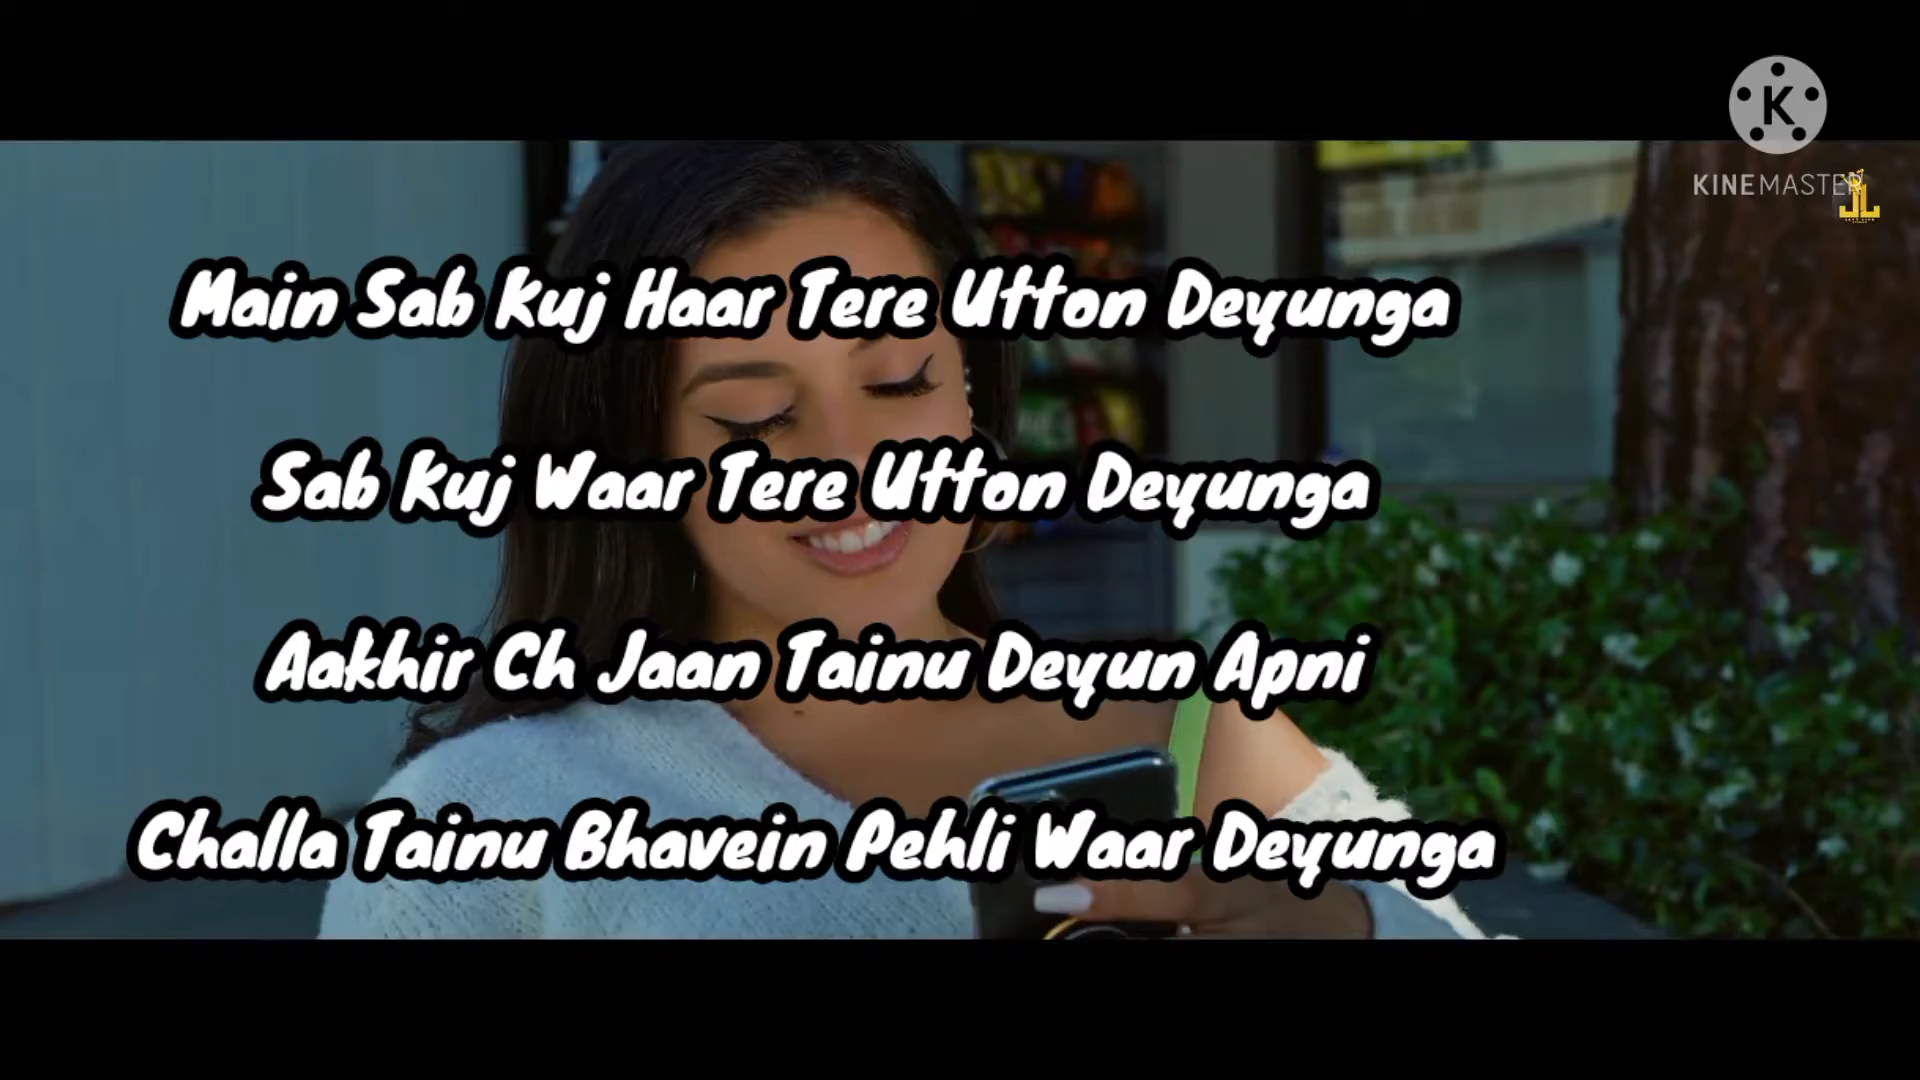 K
KINEMASTER
JL
Main Sab Kuj Haar Tere Utton Deyunga
Sab Kuj Waar Tere Utton Deyunga
Aakhir Ch Jaan Tainu Deyun Apni
Challa Tainu Bhavein Pehli Waar Deyunga